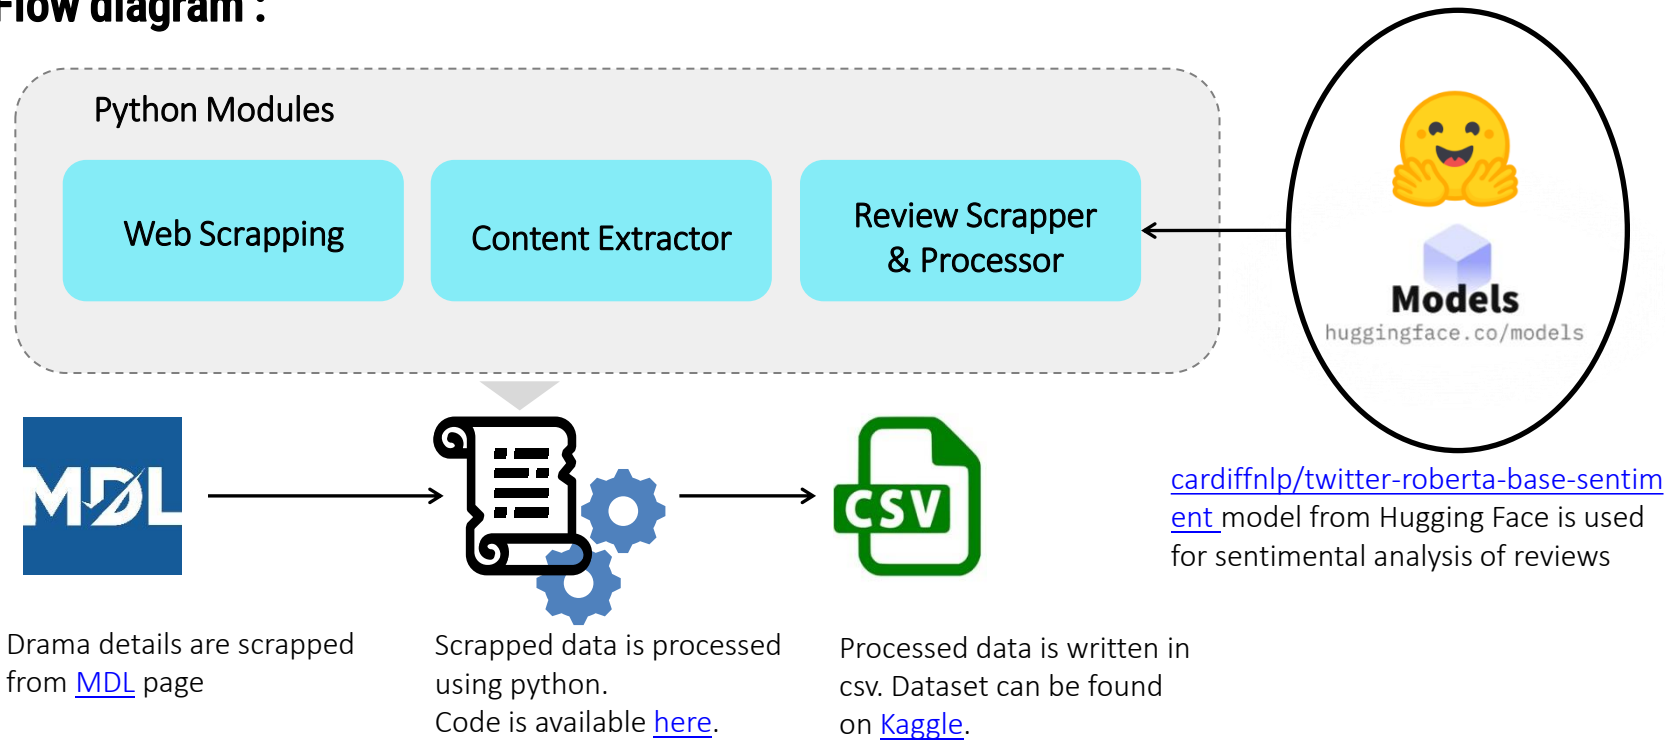 Flow diagram :
Python Modules
Web Scrapping
Content Extractor
Review Scrapper
& Processor
Models
huggingface.co/models
MDL
CSV
cardiffnlp/twitter-roberta-base-sentim
ent model from Hugging Face is used
for sentimental analysis of reviews
Drama details are scrapped
from MDL page
Scrapped data is processed
using python.
Code is available here.
Processed data is written in
csv. Dataset can be found
on Kaggle.